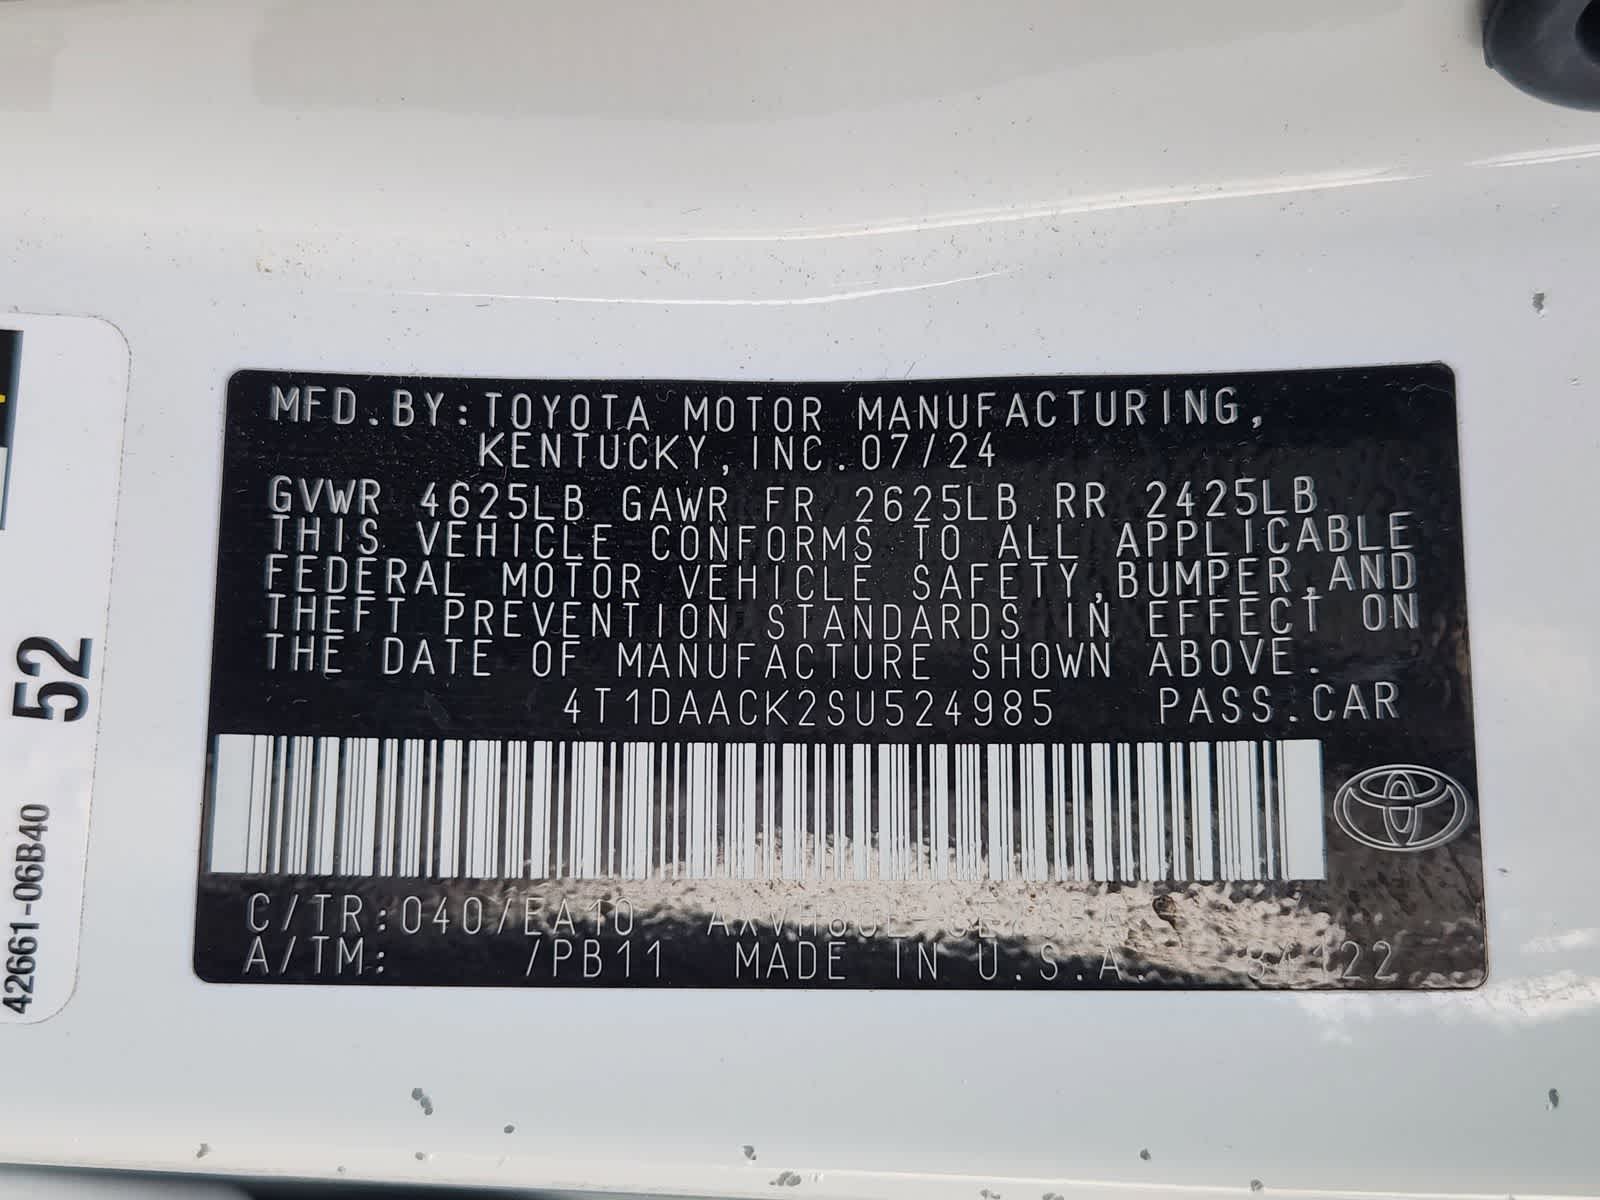 MFD.BY:TOYOTA MOTOR MANUFACTURING,
KENTUCKY,INC.07/24
GVWR 4625LB GAWR FR 2625LB RR 2425LB
THIS VEHICLE CONFORMS TO ALL APPLICABLE
FEDERAL MOTOR VEHICLE SAFETY,BUMPER,AND
THEFT PREVENTION STANDARDS IN EFFECT ON
THE DATE OF MANUFACTURE SHOWN ABOVE.
4T1DAACK2SU524985 PASS.CAR
C/TR:040/EA10
A/TM: /PB11 MADE IN U.S.A.
52
42661-06B40